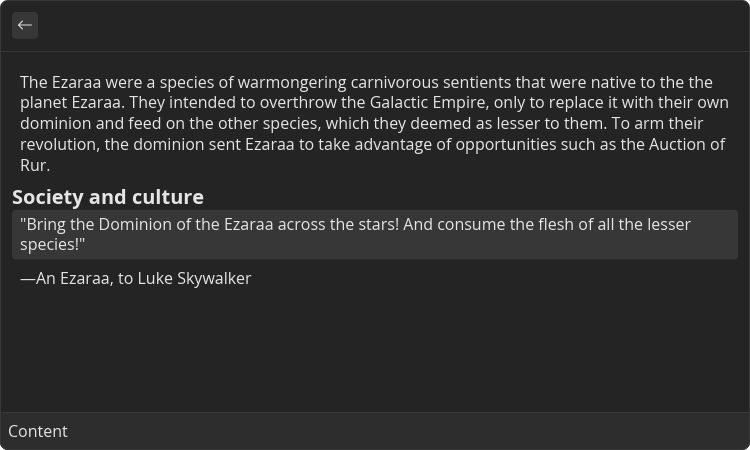 The Ezaraa were a species of warmongering carnivorous sentients that were native to the the
planet Ezaraa. They intended to overthrow the Galactic Empire, only to replace it with their own
dominion and feed on the other species, which they deemed as lesser to them. To arm their
revolution, the dominion sent Ezaraa to take advantage of opportunities such as the Auction of
Rur.
Society and culture
"Bring the Dominion of the Ezaraa across the stars! And consume the flesh of all the lesser
species!"
—An Ezaraa, to Luke Skywalker
Content